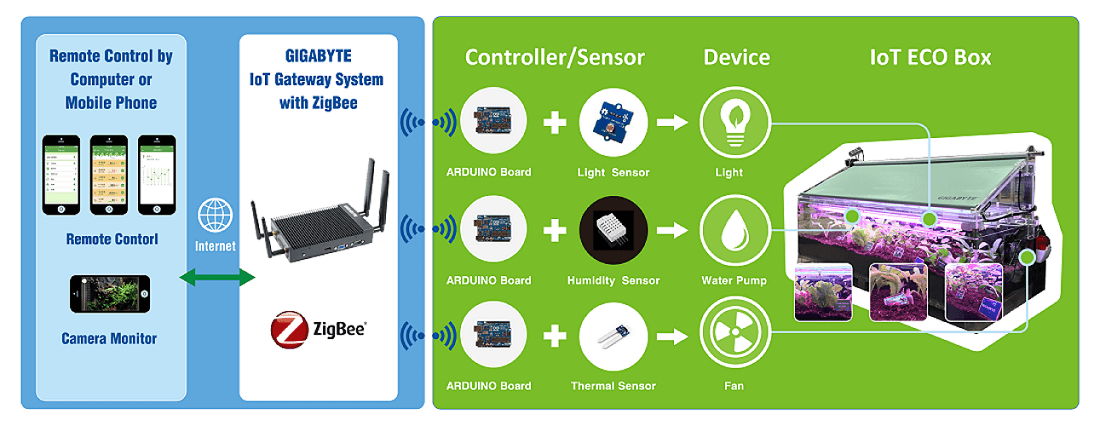 Remote Control by
Computer or
Mobile Phone
Remote Contorl
Camera Monitor
Internet
GIGABYTE
IoT Gateway System
with ZigBee
ZigBee®
Controller/Sensor
Device
IoT ECO Box
ARDUINO Board
Light Sensor
Light
ARDUINO Board
Humidity Sensor
Water Pump
ARDUINO Board
Thermal Sensor
Fan
GIGABYTE